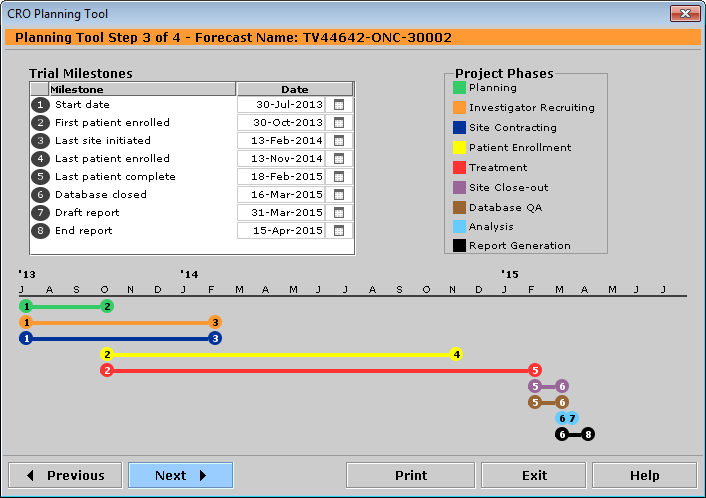 CRO Planning Tool
Planning Tool Step 3 of 4 - Forecast Name: TV44642-ONC-30002
Trial Milestones
Milestone Date
1 Start date 30-Jul-2013
2 First patient enrolled 30-Oct-2013
3 Last site initiated 13-Feb-2014
4 Last patient enrolled 13-Nov-2014
5 Last patient complete 18-Feb-2015
6 Database closed 16-Mar-2015
7 Draft report 31-Mar-2015
8 End report 15-Apr-2015
Project Phases
Planning
Investigator Recruiting
Site Contracting
Patient Enrollment
Treatment
Site Close-out
Database QA
Analysis
Report Generation
'13 '14 '15
J A S O N D J F M A M J J A S O N D J F M A M J J
1 2
1 3
1 3
2 4
2 5
5 6
5 6
6 7
6 8
Previous Next Print Exit Help